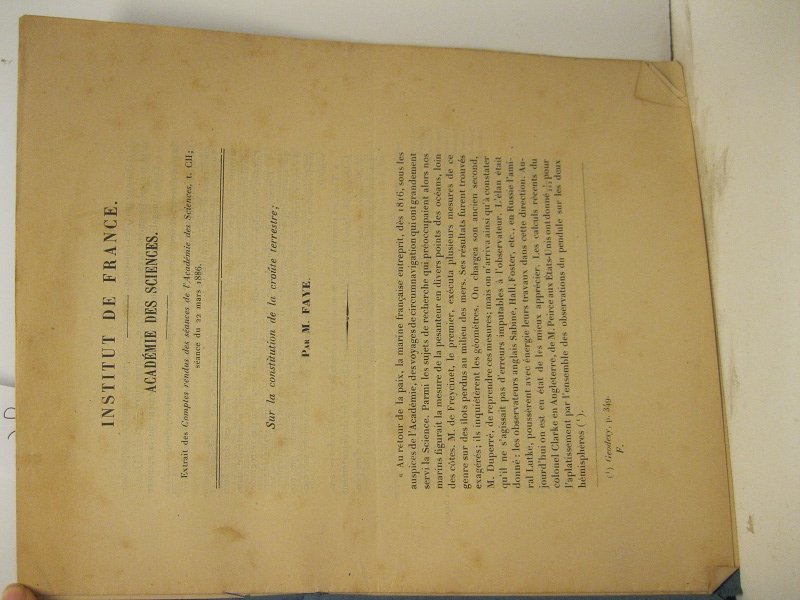 INSTITUT DE FRANCE.
ACADÉMIE DES SCIENCES.
Extrait des Comptes rendus des séances de l'Académie des Sciences, t. CII;
séance du 22 mars 1886.
Sur la constitution de la croûte terrestre;
PAR M. FAYE.
« Au retour de la paix, la marine française entreprit, dès 1816, sous les
auspices de l'Académie, des voyages de circumnavigation qui ont grandement
servi la Science. Parmi les sujets de recherche qui préoccupaient alors nos
marins figurait la mesure de la pesanteur en divers points des océans, loin
des côtes. M. de Freycinet, le premier, exécuta plusieurs mesures de ce
genre sur des îlots perdus au milieu des mers. Ses résultats furent trouvés
exagérés; ils inquiétèrent les géomètres. On chargea son ancien second,
M. Duperré, de reprendre ces mesures; mais on n'arriva ainsi qu'à constater
qu'il ne s'agissait pas d'erreurs imputables à l'observateur. L'élan était
donné : les observateurs anglais Sabine, Hall, Foster, etc., en Russie l'ami-
ral Lutke, poussèrent avec énergie leurs travaux dans cette direction. Au-
jourd'hui on est en état de les mieux apprécier. Les calculs récents du
colonel Clarke en Angleterre, de M. Peirce aux États-Unis ont donné pour
l'aplatissement par l'ensemble des observations du pendule sur les deux
hémisphères (¹).
(¹) Geodesy, p. 349.
F.